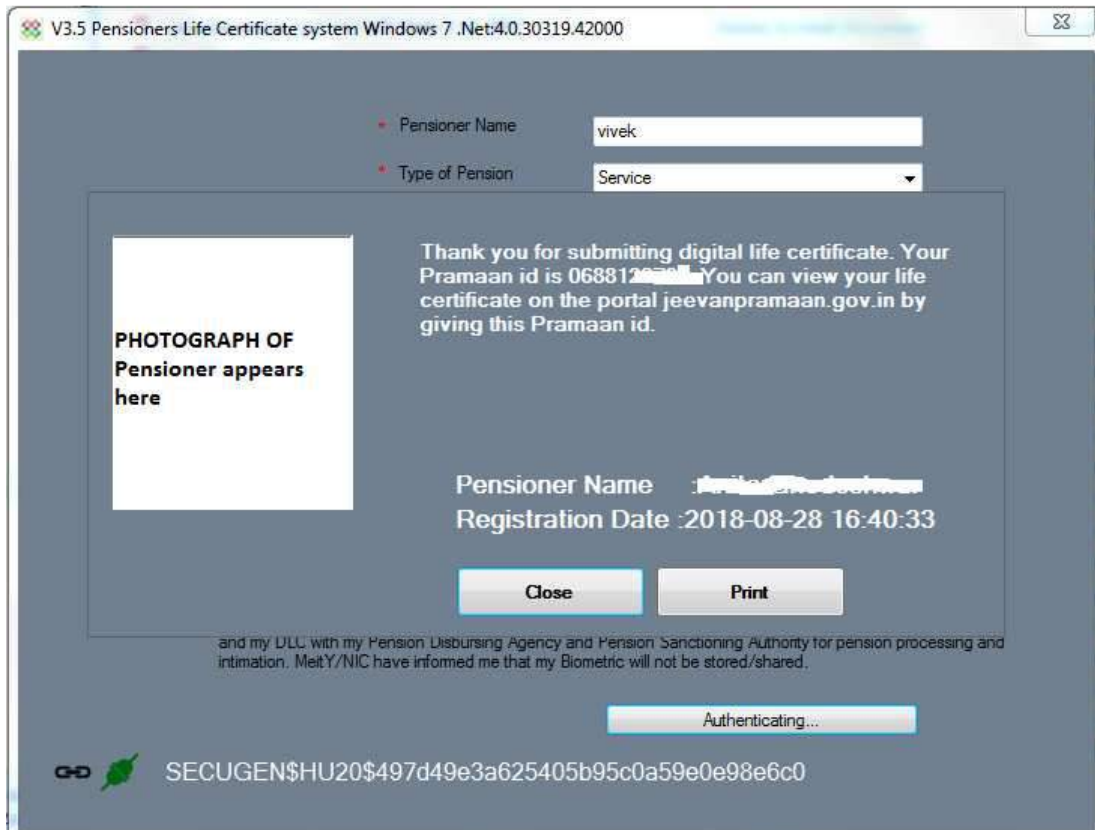 V3.5 Pensioners Life Certificate system Windows 7 .Net:4.0.30319.42000
* Pensioner Name
vivek
* Type of Pension
Service
PHOTOGRAPH OF
Pensioner appears
here
Thank you for submitting digital life certificate. Your
Pramaan id is You can view your life
certificate on the portal jeevanpramaan.gov.in by
giving this Pramaan id.
Pensioner Name :
Registration Date :2018-08-28 16:40:33
Close
Print
and my DLC with my Pension Disbursing Agency and Pension Sanctioning Authority for pension processing and
intimation. MeitY/NIC have informed me that my Biometric will not be stored/shared.
Authenticating...
SECUGEN$HU20$497d49e3a625405b95c0a59e0e98e6c0